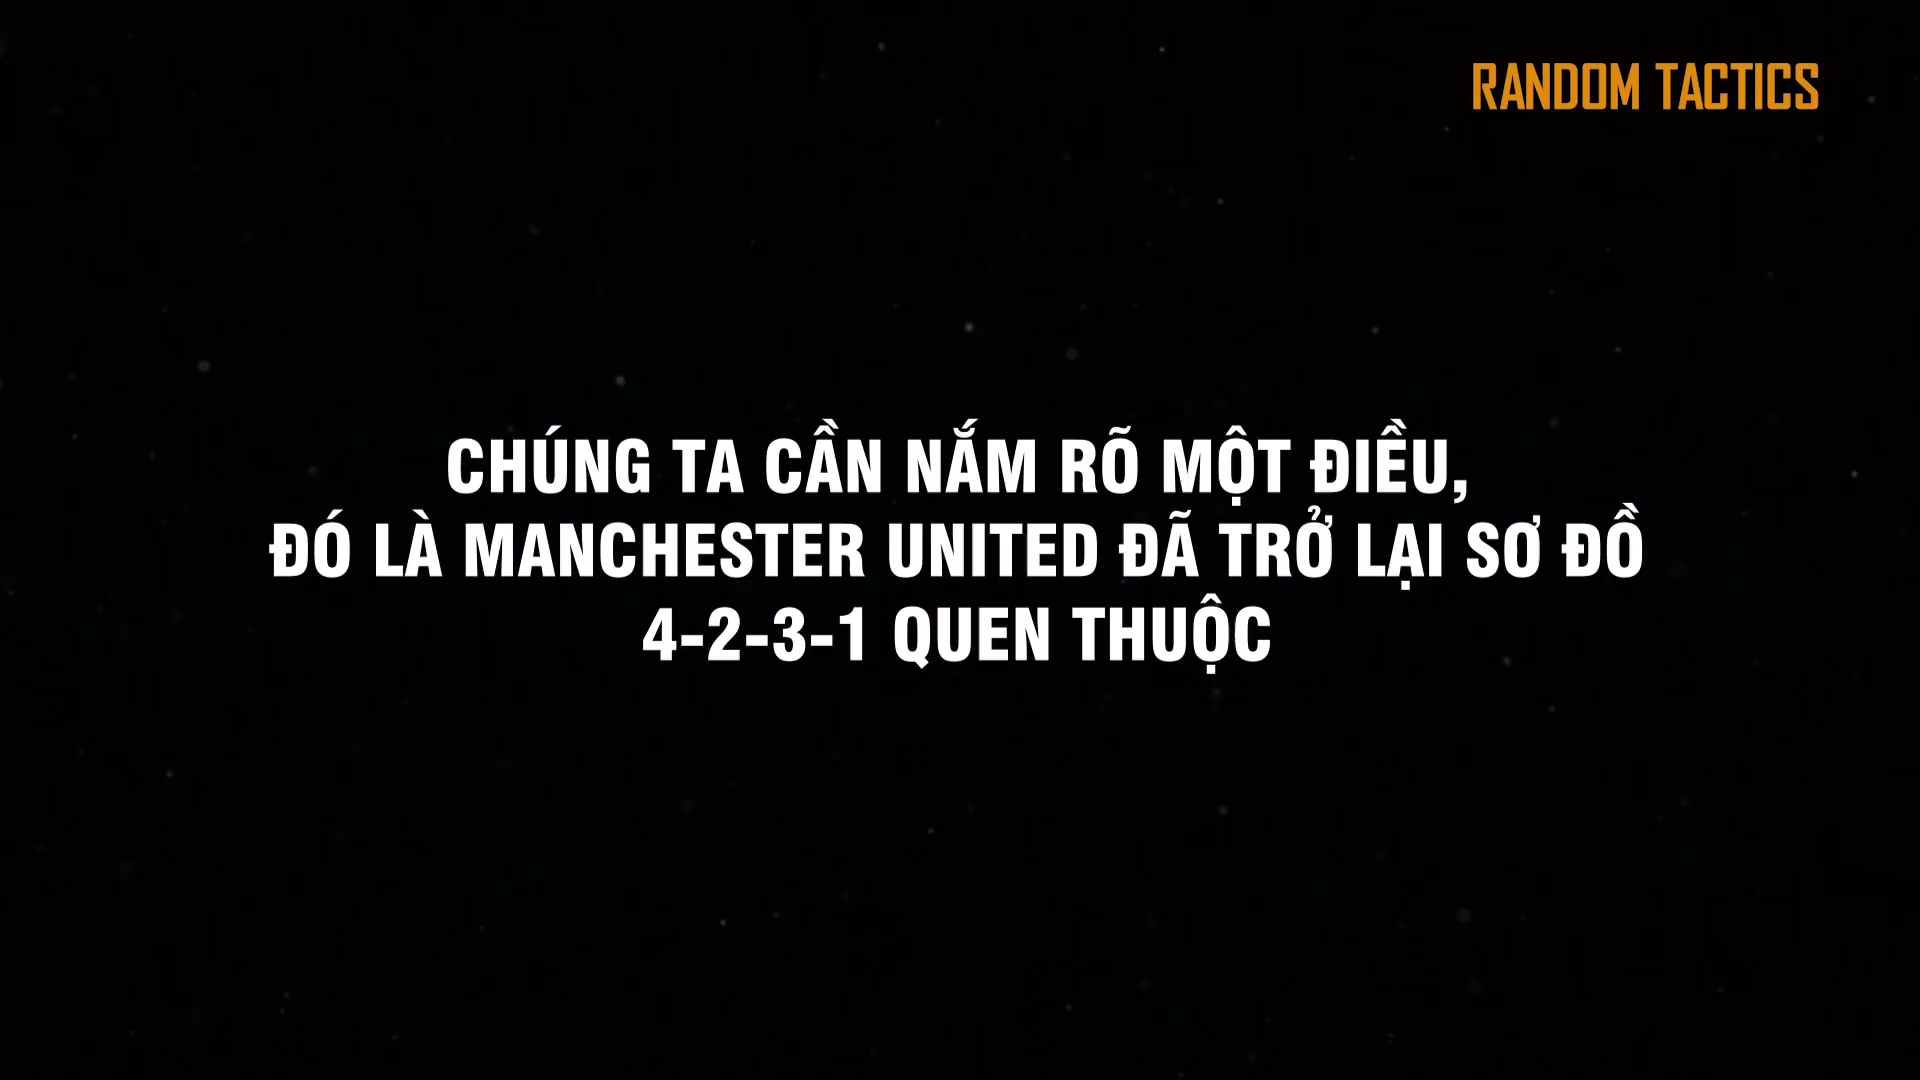 RANDOM TACTICS
CHÚNG TA CẦN NẮM RÕ MỘT ĐIỀU,
ĐÓ LÀ MANCHESTER UNITED ĐÃ TRỞ LẠI SƠ ĐỒ
4-2-3-1 QUEN THUỘC